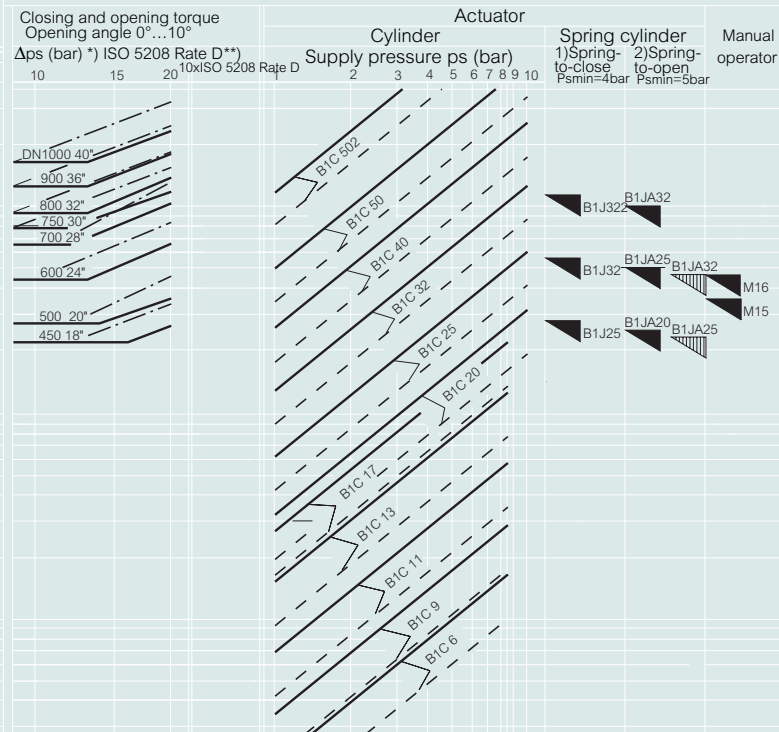 Closing and opening torque
Opening angle 0°...10°
Δps (bar) *) ISO 5208 Rate D**)
10xISO 5208 Rate D
10 15 20
Actuator
Cylinder
Supply pressure ps (bar)
1 2 3 4 5 6 7 8 9 10
Spring cylinder
1)Spring- 2)Spring-
to-close to-open
Psmin=4bar Psmin=5bar
Manual
operator
DN1000 40"
900 36"
800 32"
750 30"
700 28"
600 24"
500 20"
450 18"
B1C 502
B1C 50
B1C 40
B1C 32
B1C 25
B1C 20
B1C 17
B1C 13
B1C 11
B1C 9
B1C 6
B1J322
B1JA32
B1J32
B1JA25
B1JA32
M16
M15
B1J25
B1JA20
B1JA25